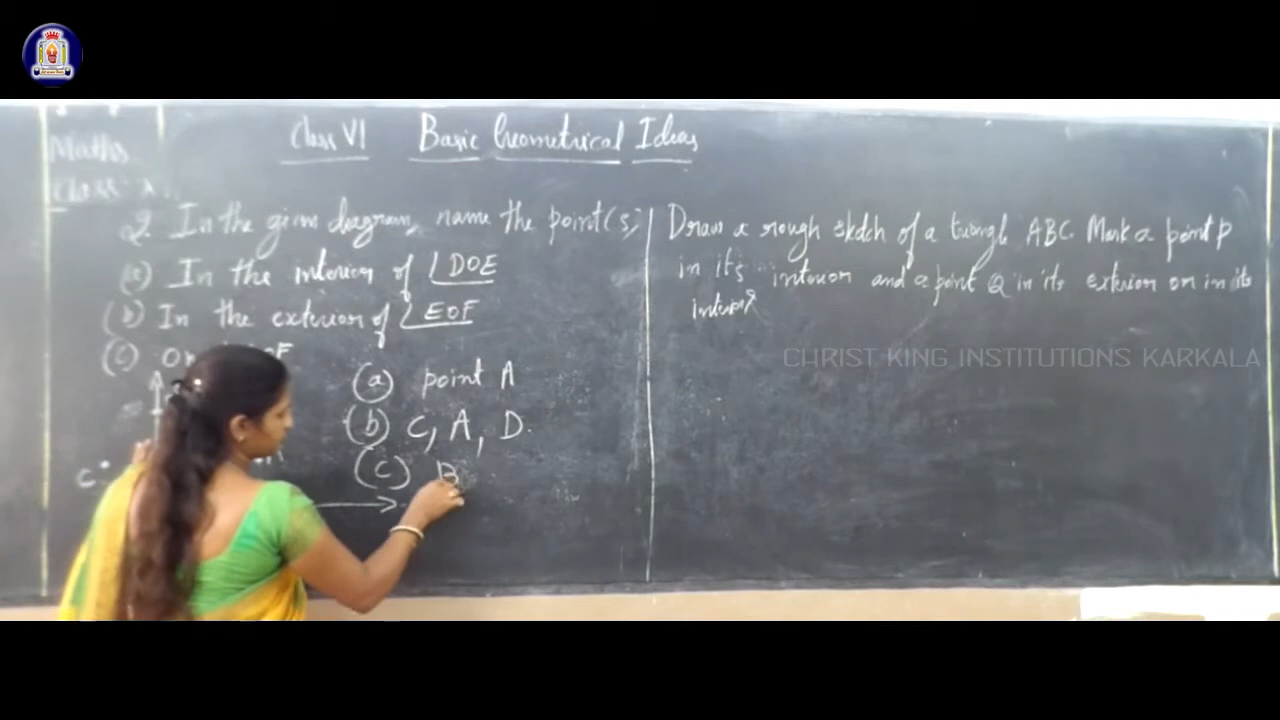 Maths
Class VI Basic Geometrical Ideas
Q. In the given diagram, name the point(s)
(a) In the interior of ∠DOE
(b) In the exterior of ∠EOF
(c) On
(a) point A
(b) C, A, D.
(c) B
C
Draw a rough sketch of a triangle ABC. Mark a point P
in its interior and a point Q in its exterior or in its
interior
CHRIST KING INSTITUTIONS KARKALA